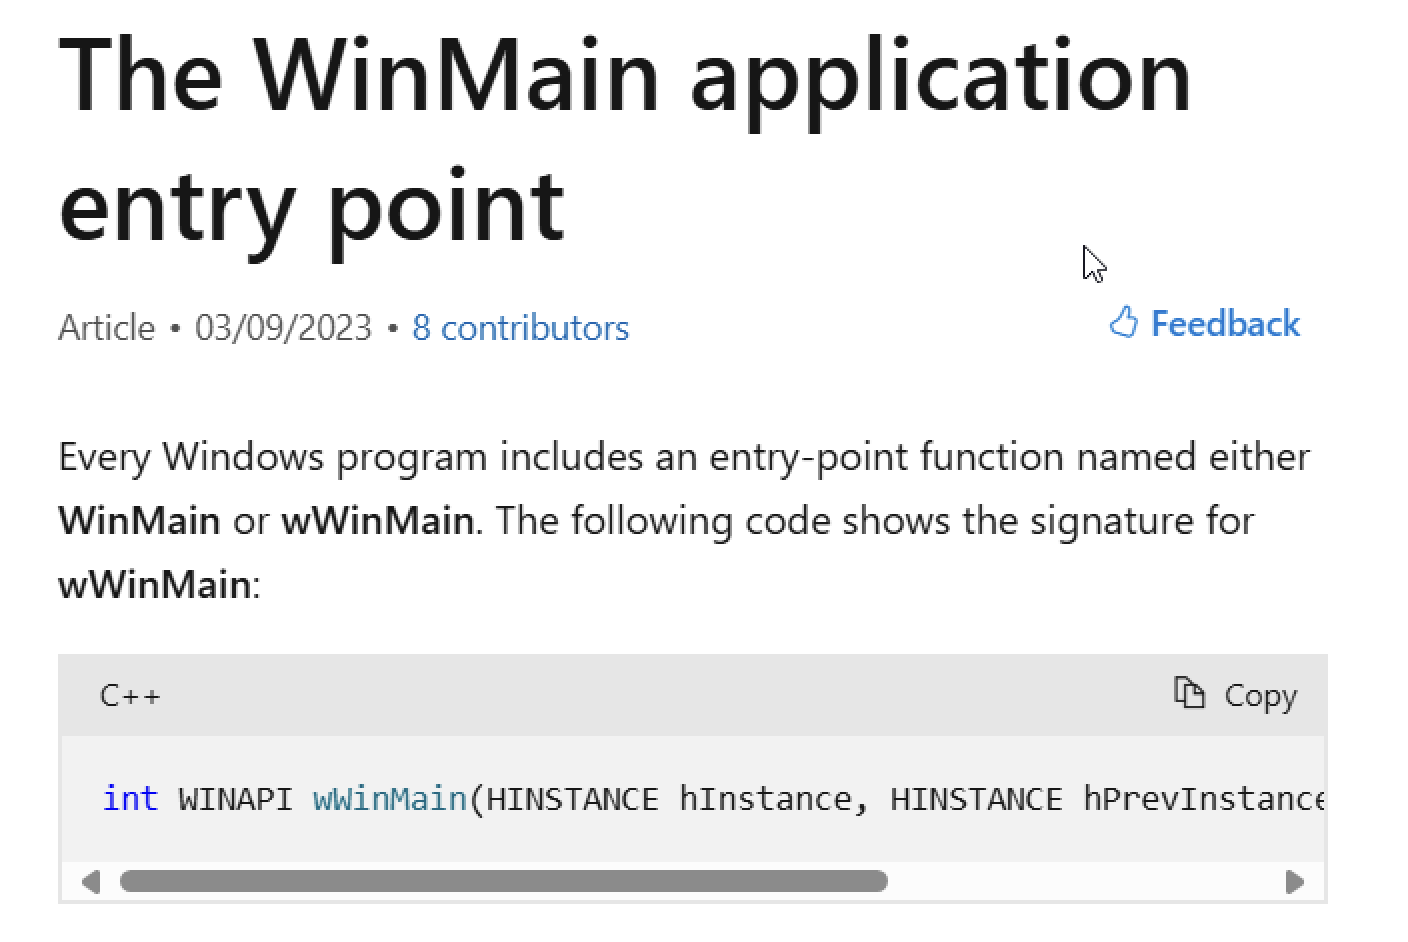 The WinMain application
entry point
Article • 03/09/2023 • 8 contributors
Feedback
Every Windows program includes an entry-point function named either
WinMain or wWinMain. The following code shows the signature for
wWinMain:
C++
Copy
int WINAPI wWinMain(HINSTANCE hInstance, HINSTANCE hPrevInstance